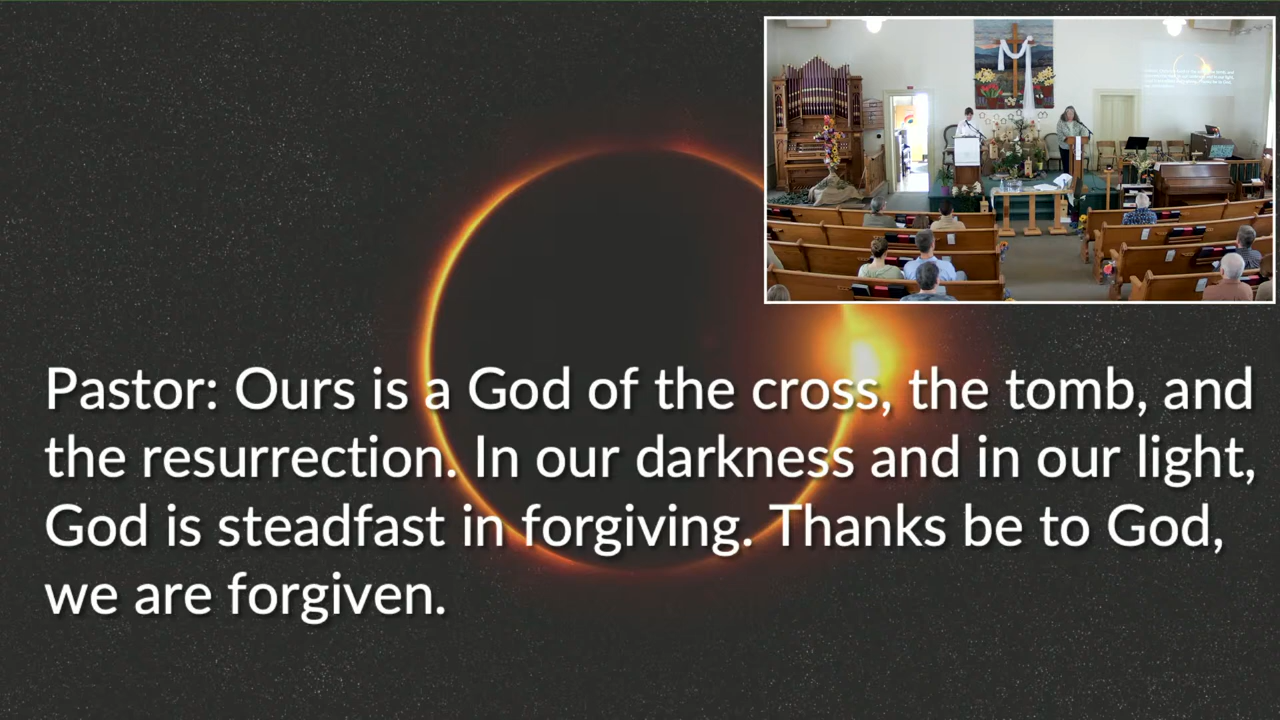 Pastor: Ours is a God of the cross, the tomb, and
the resurrection. In our darkness and in our light,
God is steadfast in forgiving. Thanks be to God,
we are forgiven.